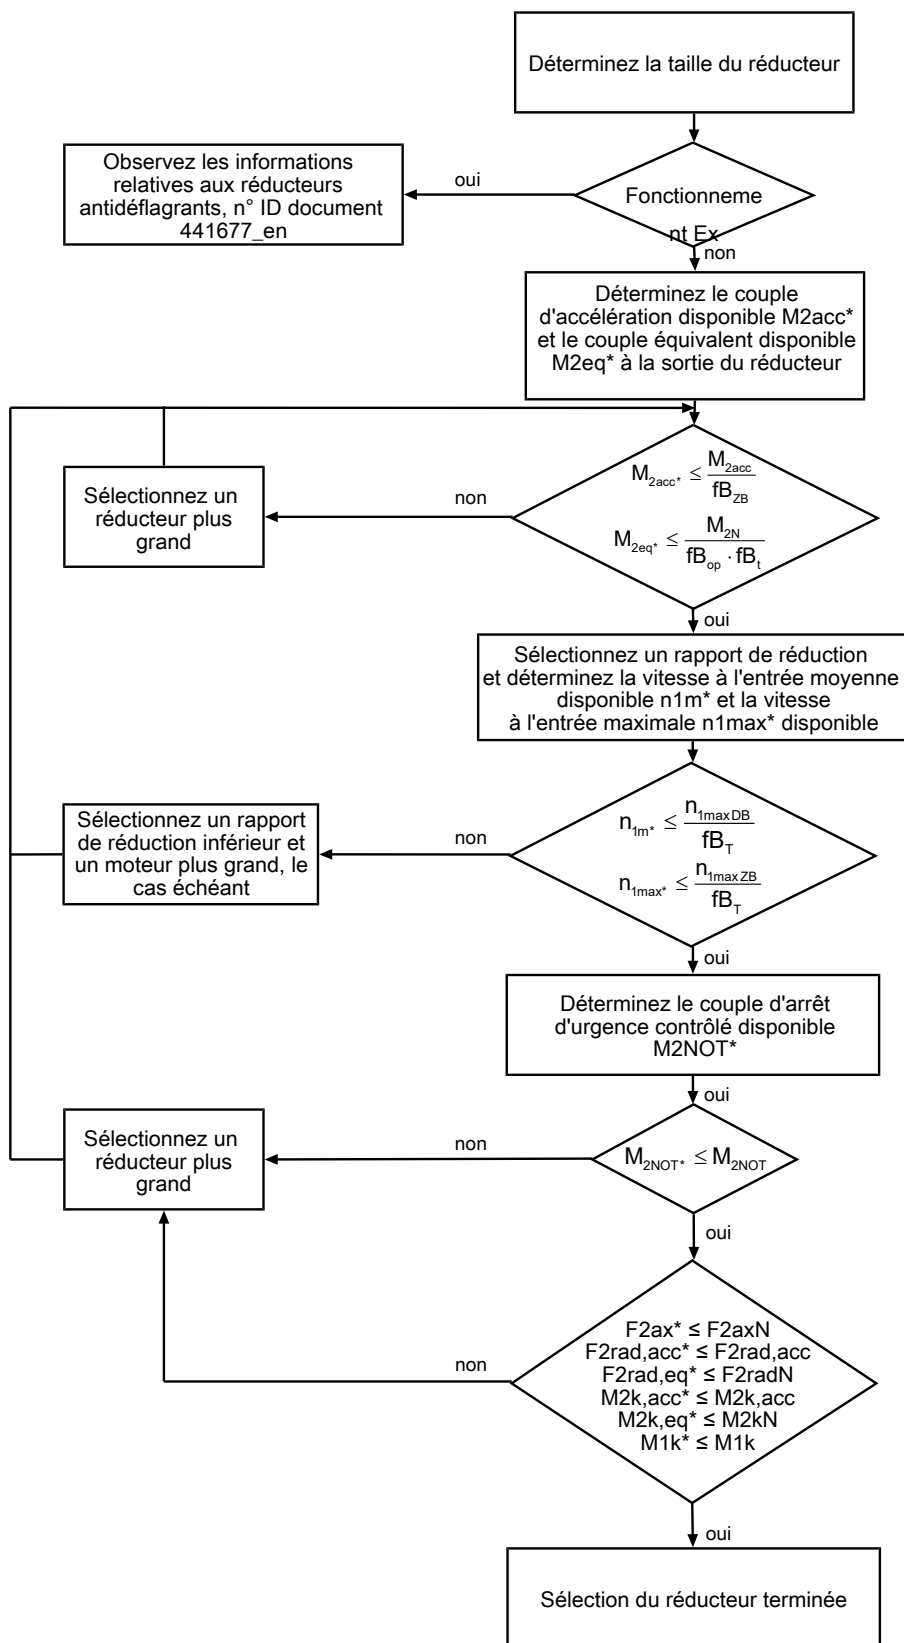 Déterminez la taille du réducteur
Observez les informations
relatives aux réducteurs
antidéflagrants, n° ID document
441677_en
oui
Fonctionneme
nt Ex
non
Déterminez le couple
d'accélération disponible M2acc*
et le couple équivalent disponible
M2eq* à la sortie du réducteur
Sélectionnez un
réducteur plus
grand
non
M2acc* ≤ M2acc / fBZB
M2eq* ≤ M2N / fBop · fBt
oui
Sélectionnez un rapport de réduction
et déterminez la vitesse à l'entrée moyenne
disponible n1m* et la vitesse
à l'entrée maximale n1max* disponible
Sélectionnez un rapport
de réduction inférieur et
un moteur plus grand, le
cas échéant
non
n1m* ≤ n1maxDB / fBT
n1max* ≤ n1maxZB / fBT
oui
Déterminez le couple d'arrêt
d'urgence contrôlé disponible
M2NOT*
oui
Sélectionnez un
réducteur plus
grand
non
M2NOT* ≤ M2NOT
oui
non
F2ax* ≤ F2axN
F2rad,acc* ≤ F2rad,acc
F2rad,eq* ≤ F2radN
M2k,acc* ≤ M2k,acc
M2k,eq* ≤ M2kN
M1k* ≤ M1k
oui
Sélection du réducteur terminée